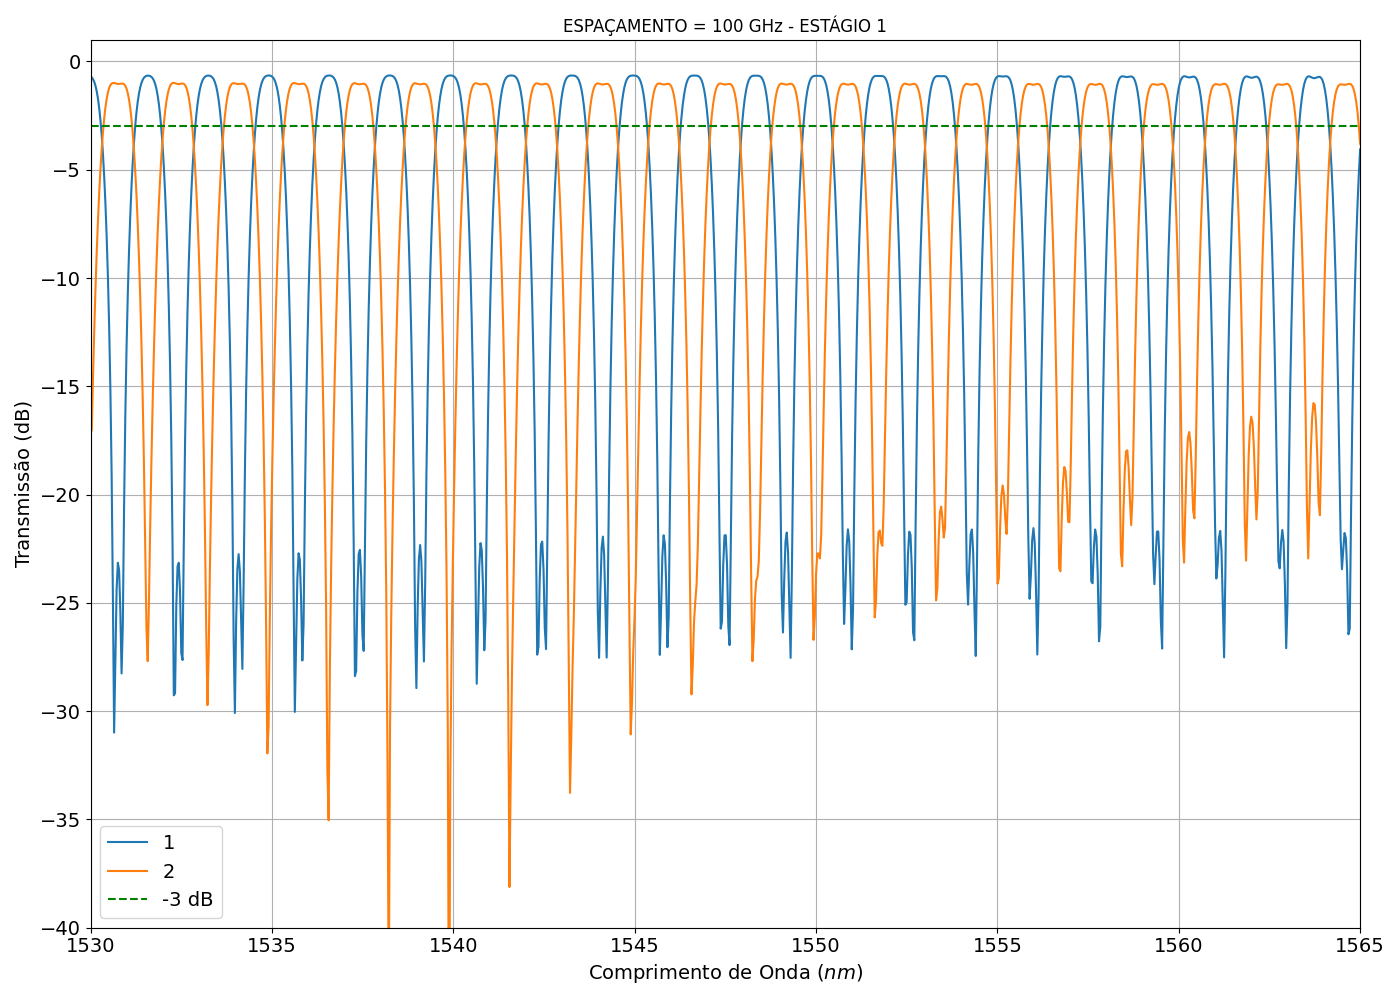 ESPAÇAMENTO = 100 GHz - ESTÁGIO 1
Transmissão (dB)
0
−5
−10
−15
−20
−25
−30
−35
−40
1
2
-3 dB
1530 1535 1540 1545 1550 1555 1560 1565
Comprimento de Onda (nm)